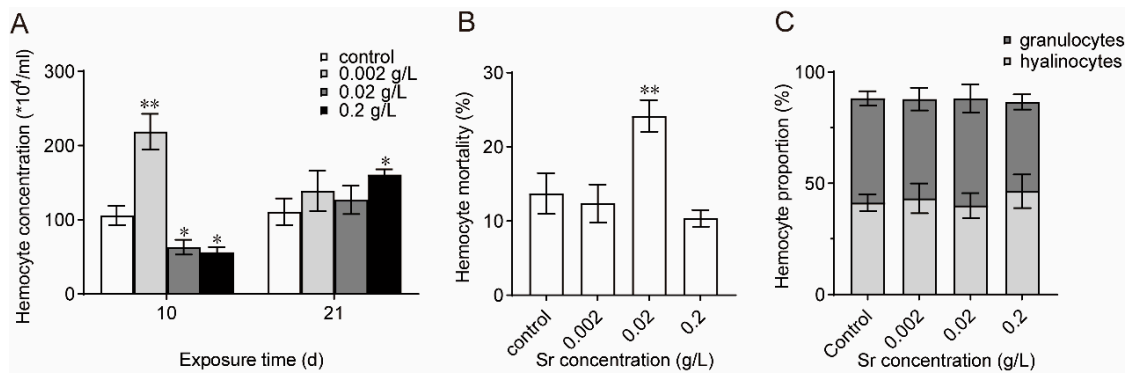 A
Hemocyte concentration (*10⁴/ml)
300
200
100
0
control
0.002 g/L
0.02 g/L
0.2 g/L
**
*
*
*
10
21
Exposure time (d)
B
Hemocyte mortality (%)
30
20
10
0
**
control
0.002
0.02
0.2
Sr concentration (g/L)
C
granulocytes
hyalinocytes
Hemocyte proportion (%)
100
50
0
Control
0.002
0.02
0.2
Sr concentration (g/L)